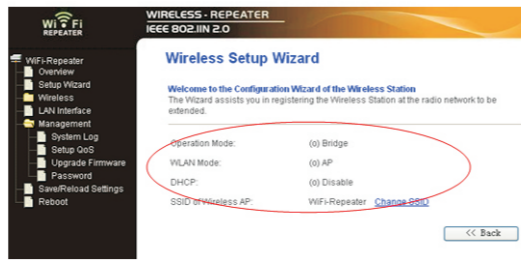 Wi Fi
REPEATER
WIRELESS - REPEATER
IEEE 802.11N 2.0
WiFi-Repeater
Overview
Setup Wizard
Wireless
LAN Interface
Management
System Log
Setup QoS
Upgrade Firmware
Password
Save/Reload Settings
Reboot
Wireless Setup Wizard
Welcome to the Configuration Wizard of the Wireless Station
The Wizard assists you in registering the Wireless Station at the radio network to be
extended.
Operation Mode: (o) Bridge
WLAN Mode: (o) AP
DHCP: (o) Disable
SSID of Wireless AP: WiFi-Repeater Change SSID
<< Back